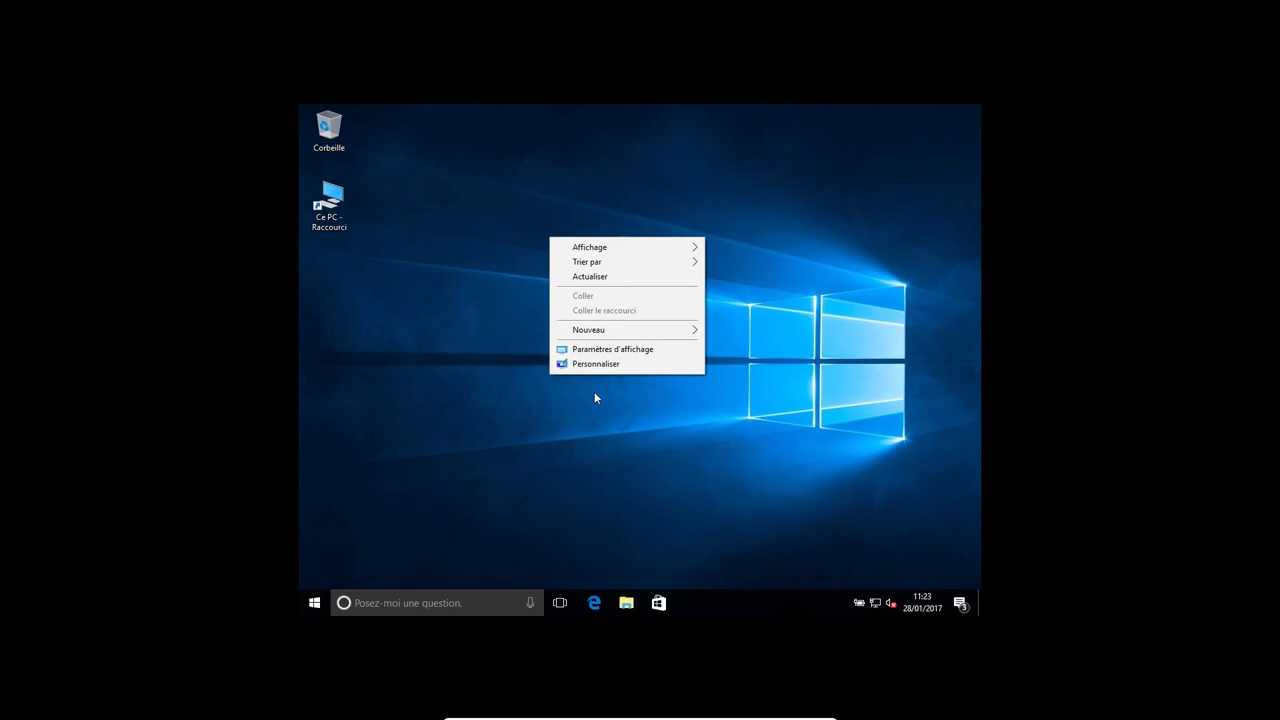 Corbeille
Ce PC -
Raccourci
Affichage
Trier par
Actualiser
Coller
Coller le raccourci
Nouveau
Paramètres d'affichage
Personnaliser
Posez-moi une question.
11:23
28/01/2017
3